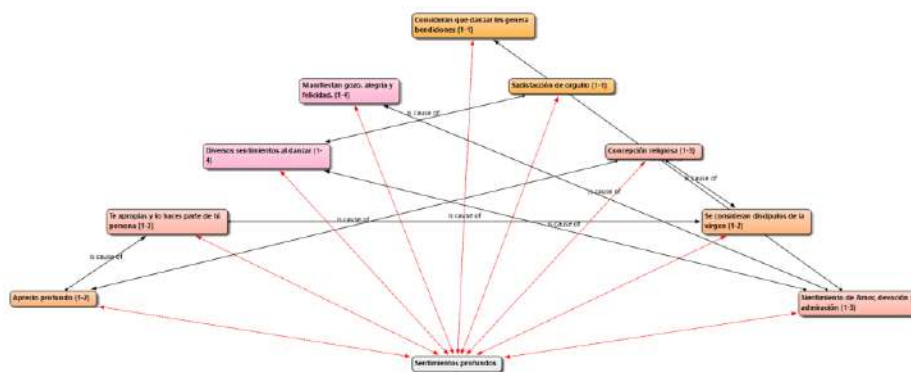 Consideran que danzar les genera
bendiciones (1-1)
Manifiestan gozo, alegría y
felicidad. (1-4)
Satisfacción de orgullo (1-1)
is cause of
Diversos sentimientos al danzar (1-
4)
Concepción religiosa (1-3)
is cause of
is cause of
Te apropias y lo haces parte de tú
persona (1-3)
is cause of
is cause of
is cause of
Se consideran discípulos de la
virgen (1-2)
is cause of
Aprecio profundo (1-2)
Sentimiento de Amor, devoción
admiración (1-3)
Sentimientos profundos